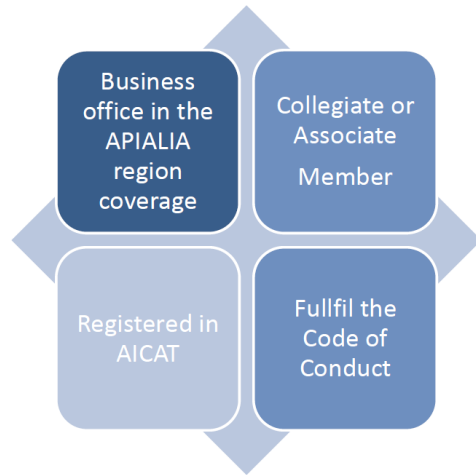 Business
office in the
APIALIA
region
coverage
Collegiate or
Associate
Member
Registered in
AICAT
Fullfil the
Code of
Conduct